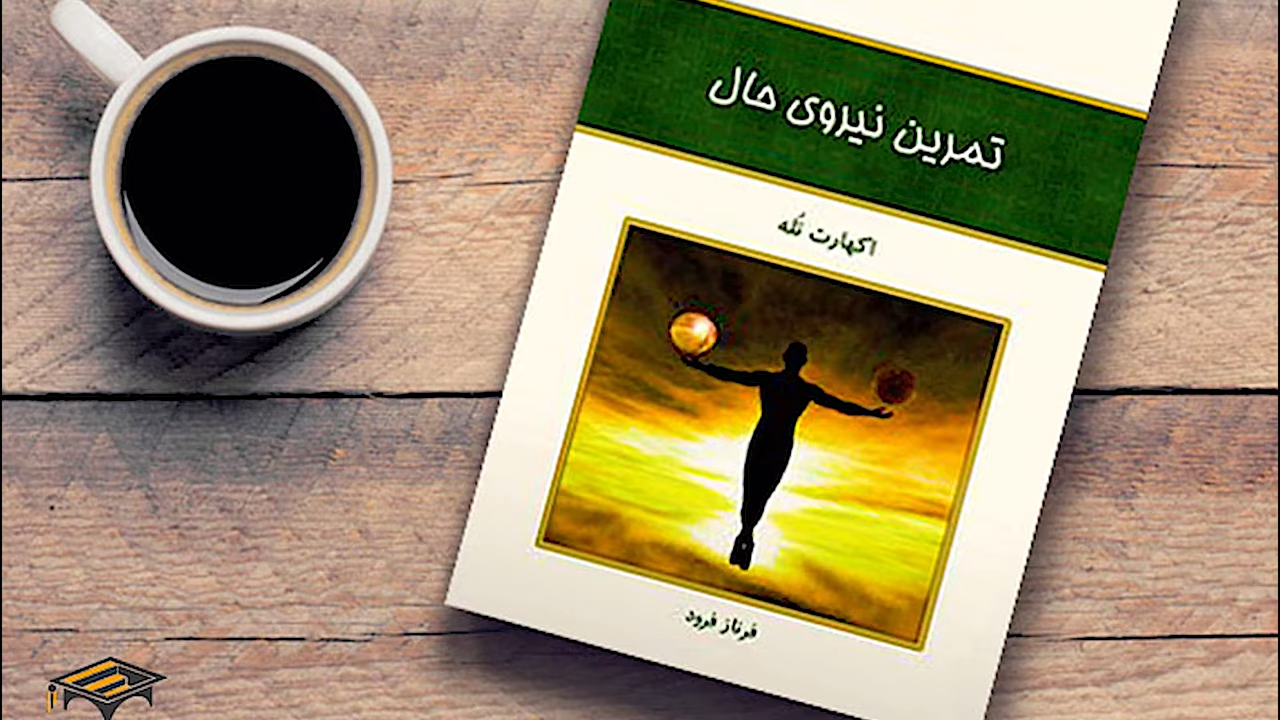 تمرین نیروی حال
اکهارت تُله
فرناز فرود